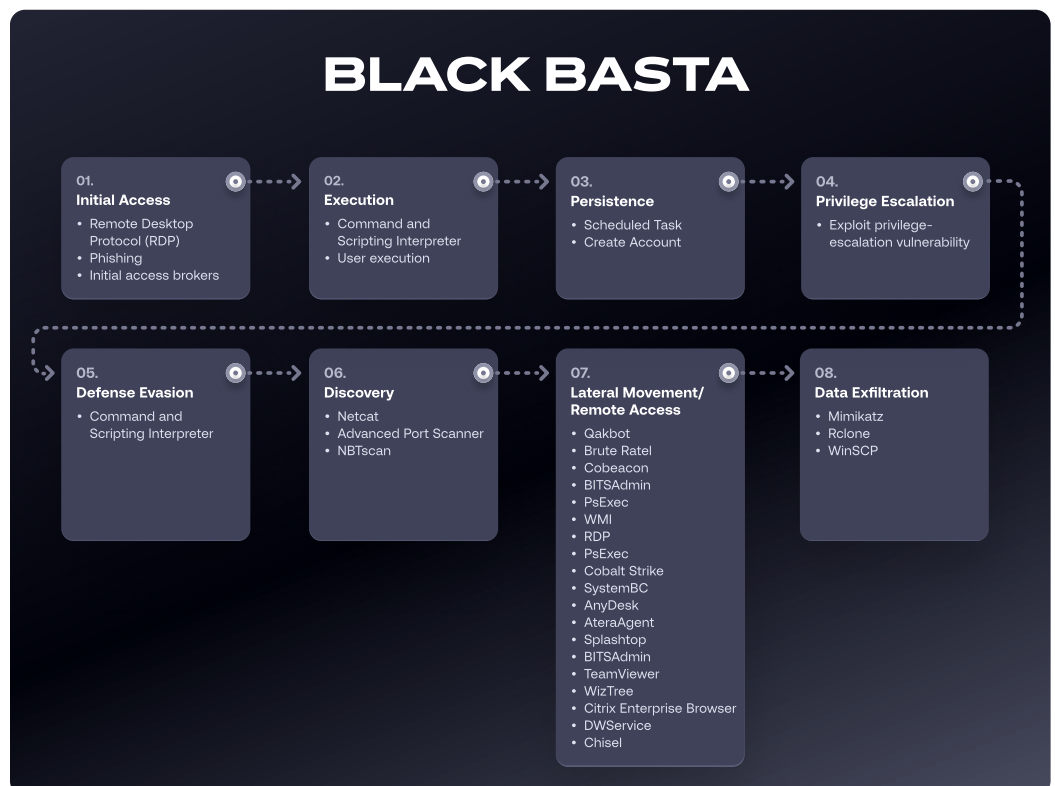 BLACK BASTA
01.
Initial Access
• Remote Desktop
Protocol (RDP)
• Phishing
• Initial access brokers
02.
Execution
• Command and
Scripting Interpreter
• User execution
03.
Persistence
• Scheduled Task
• Create Account
04.
Privilege Escalation
• Exploit privilege-
escalation vulnerability
05.
Defense Evasion
• Command and
Scripting Interpreter
06.
Discovery
• Netcat
• Advanced Port Scanner
• NBTscan
07.
Lateral Movement/
Remote Access
• Qakbot
• Brute Ratel
• Cobeacon
• BITSAdmin
• PsExec
• WMI
• RDP
• PsExec
• Cobalt Strike
• SystemBC
• AnyDesk
• AteraAgent
• Splashtop
• BITSAdmin
• TeamViewer
• WizTree
• Citrix Enterprise Browser
• DWService
• Chisel
08.
Data Exfiltration
• Mimikatz
• Rclone
• WinSCP